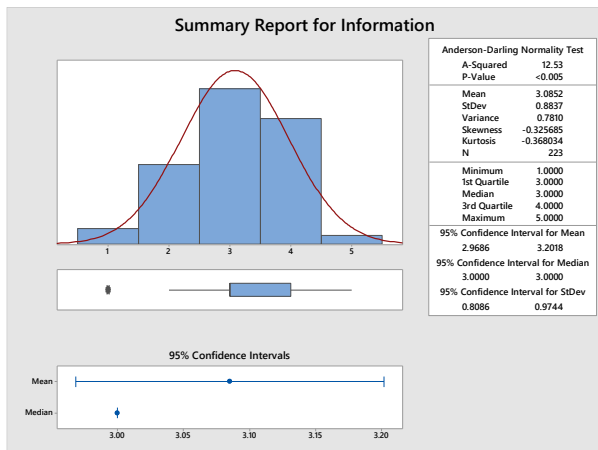 Summary Report for Information
1 2 3 4 5
Anderson-Darling Normality Test
A-Squared 12.53
P-Value <0.005
Mean 3.0852
StDev 0.8837
Variance 0.7810
Skewness -0.325685
Kurtosis -0.368034
N 223
Minimum 1.0000
1st Quartile 3.0000
Median 3.0000
3rd Quartile 4.0000
Maximum 5.0000
95% Confidence Interval for Mean
2.9686 3.2018
95% Confidence Interval for Median
3.0000 3.0000
95% Confidence Interval for StDev
0.8086 0.9744
95% Confidence Intervals
Mean
Median
3.00 3.05 3.10 3.15 3.20